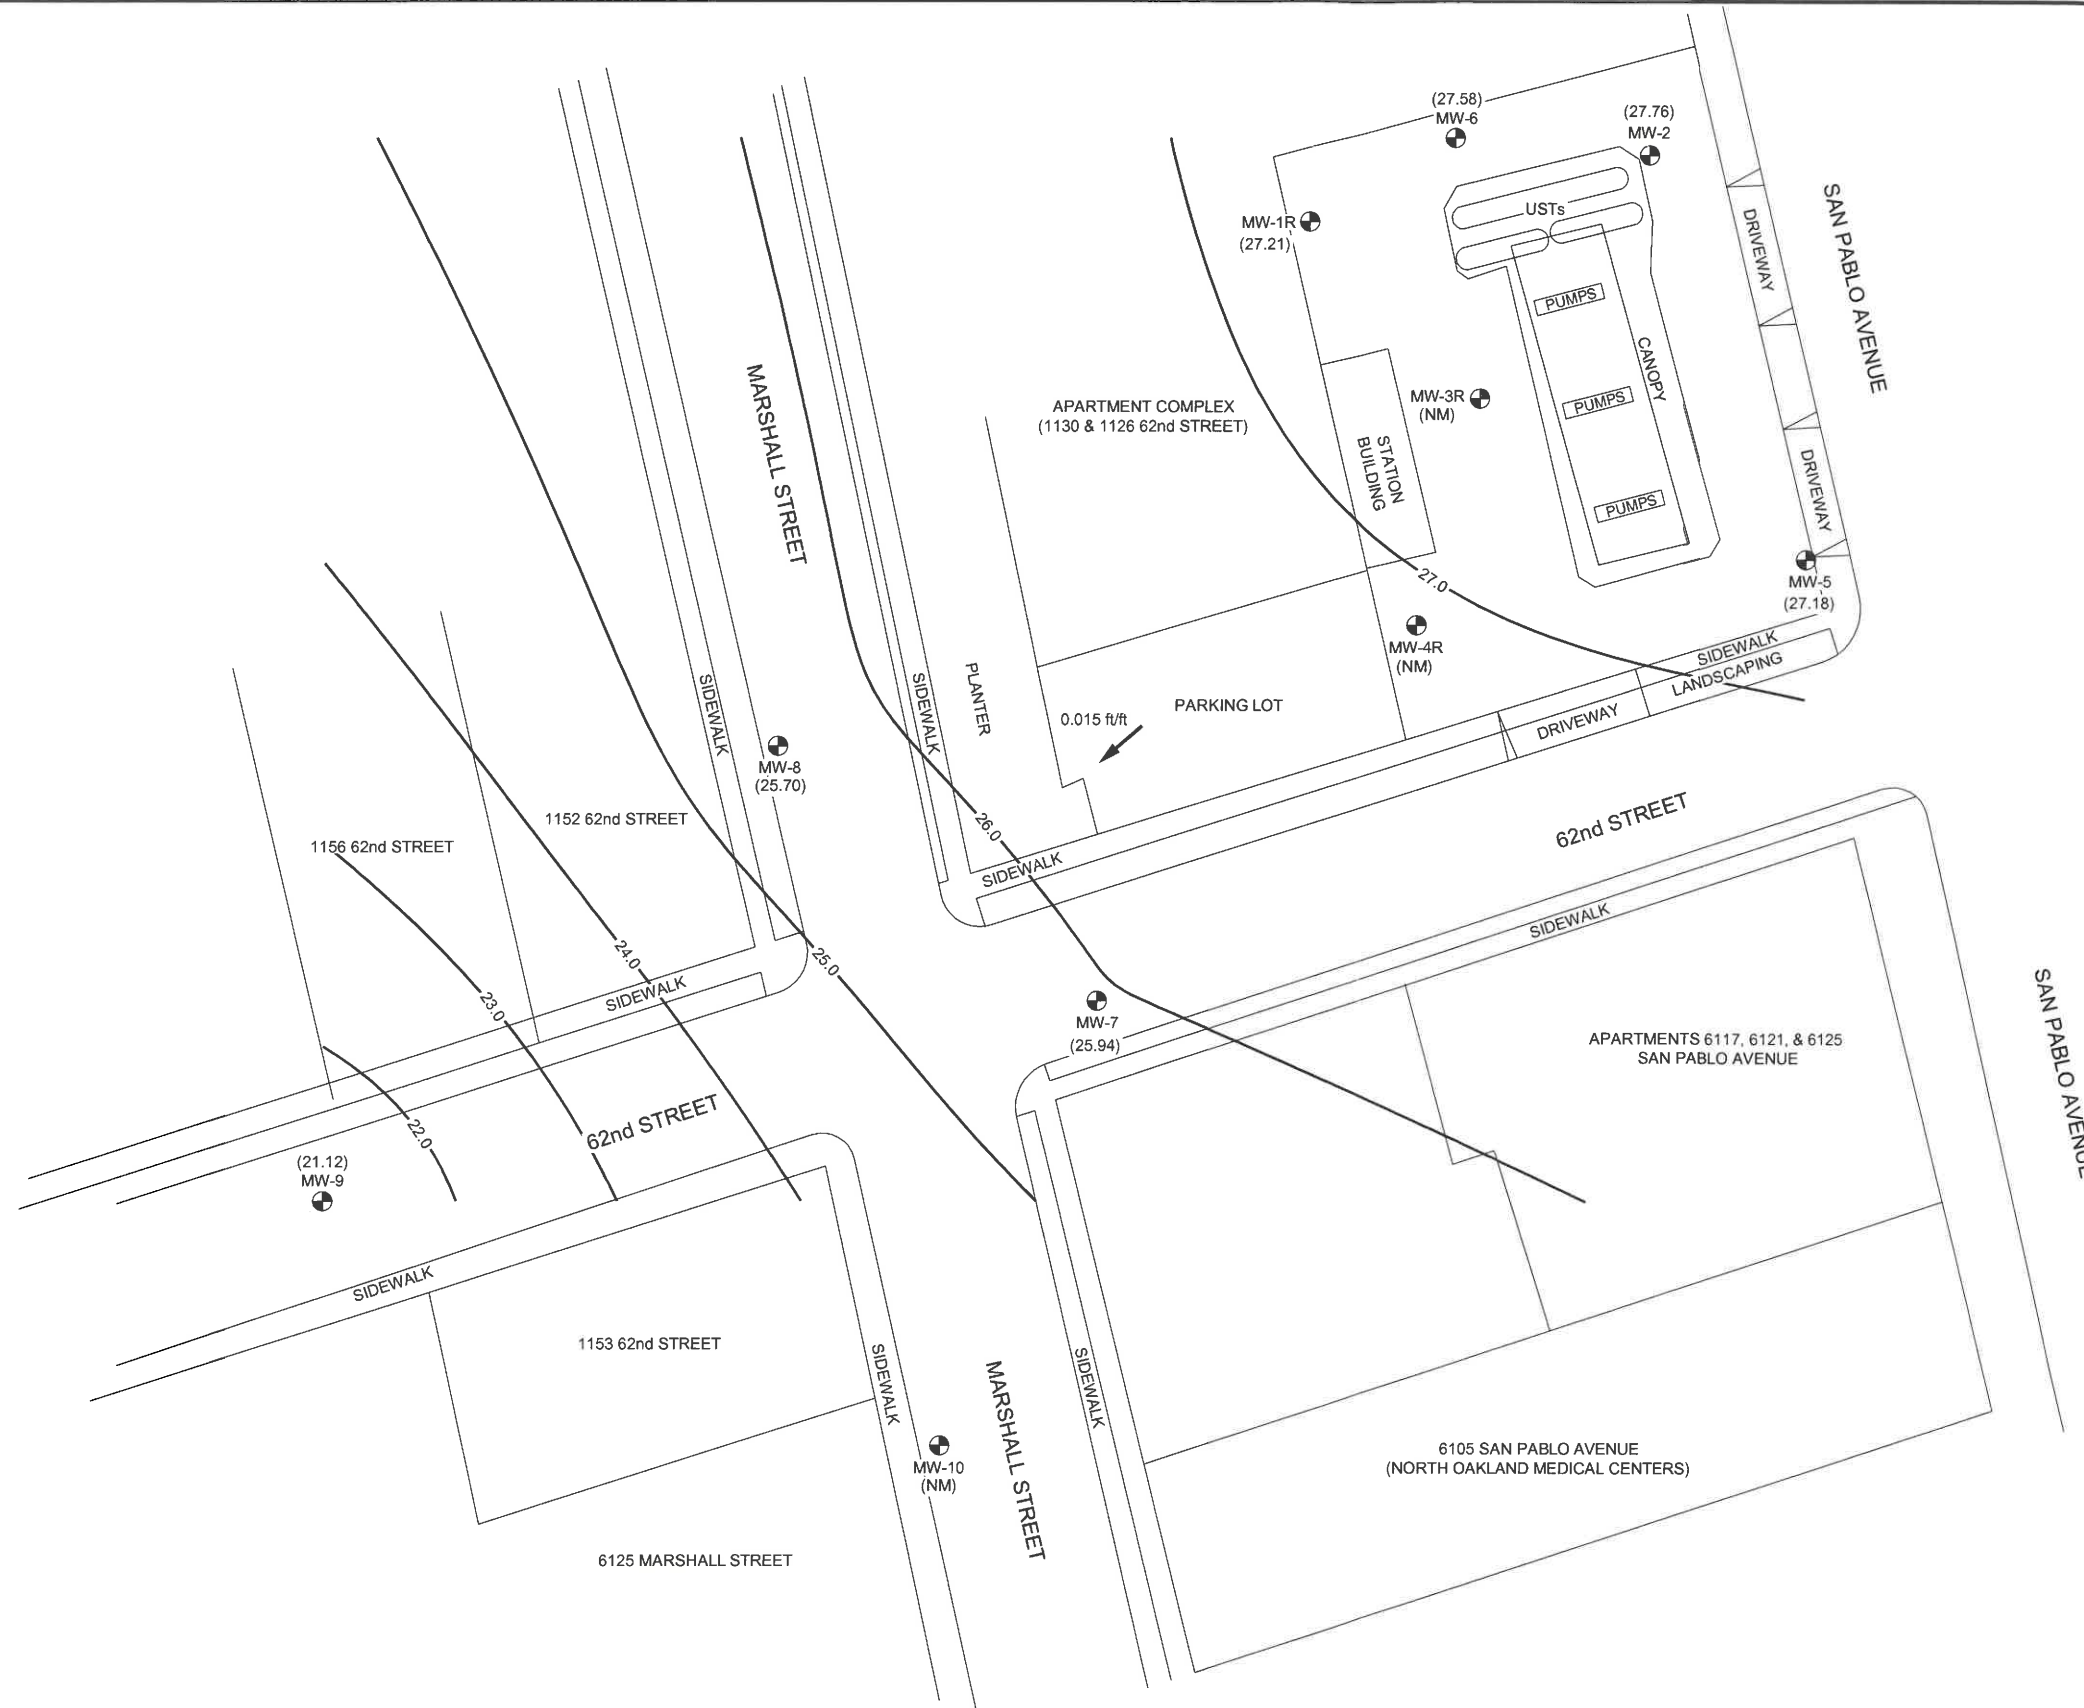 (27.58)
MW-6
(27.76)
MW-2
MW-1R
(27.21)
USTs
PUMPS
PUMPS
PUMPS
CANOPY
DRIVEWAY
DRIVEWAY
SAN PABLO AVENUE
MW-3R
(NM)
STATION
BUILDING
APARTMENT COMPLEX
(1130 & 1126 62nd STREET)
MARSHALL STREET
27.0
MW-5
(27.18)
MW-4R
(NM)
SIDEWALK
LANDSCAPING
DRIVEWAY
PARKING LOT
0.015 ft/ft
PLANTER
SIDEWALK
SIDEWALK
MW-8
(25.70)
26.0
SIDEWALK
62nd STREET
1152 62nd STREET
1156 62nd STREET
SIDEWALK
24.0
25.0
23.0
SIDEWALK
MW-7
(25.94)
APARTMENTS 6117, 6121, & 6125
SAN PABLO AVENUE
SAN PABLO AVENUE
62nd STREET
22.0
(21.12)
MW-9
SIDEWALK
1153 62nd STREET
SIDEWALK
MARSHALL STREET
SIDEWALK
MW-10
(NM)
6105 SAN PABLO AVENUE
(NORTH OAKLAND MEDICAL CENTERS)
6125 MARSHALL STREET